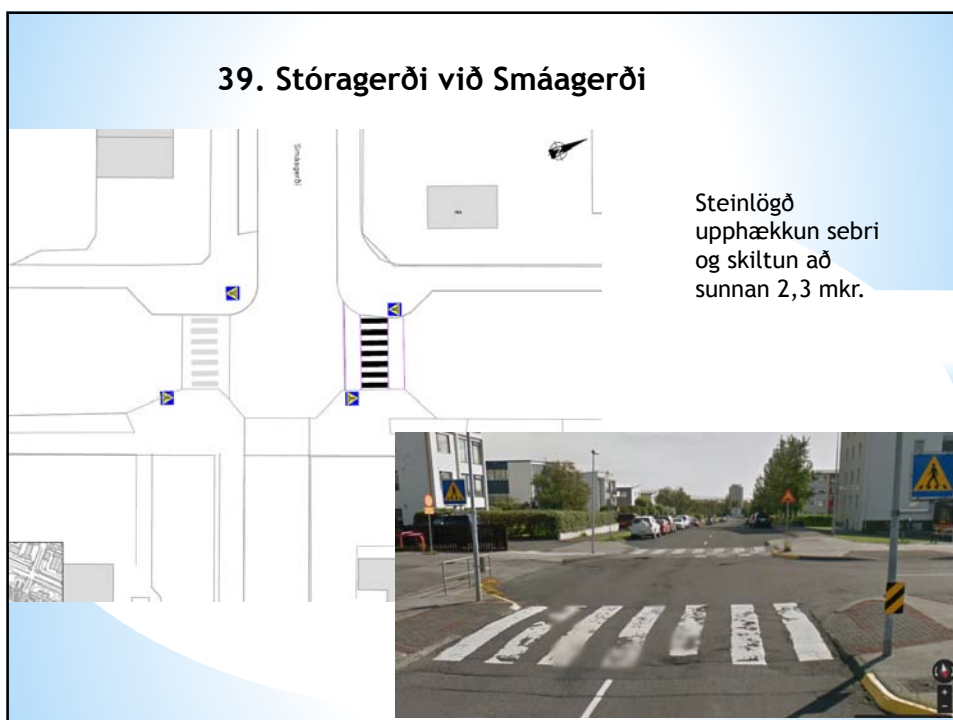 39. Stóragerði við Smáagerði
Smáagerði
Steinlögð
upphækkun sebri
og skiltun að
sunnan 2,3 mkr.